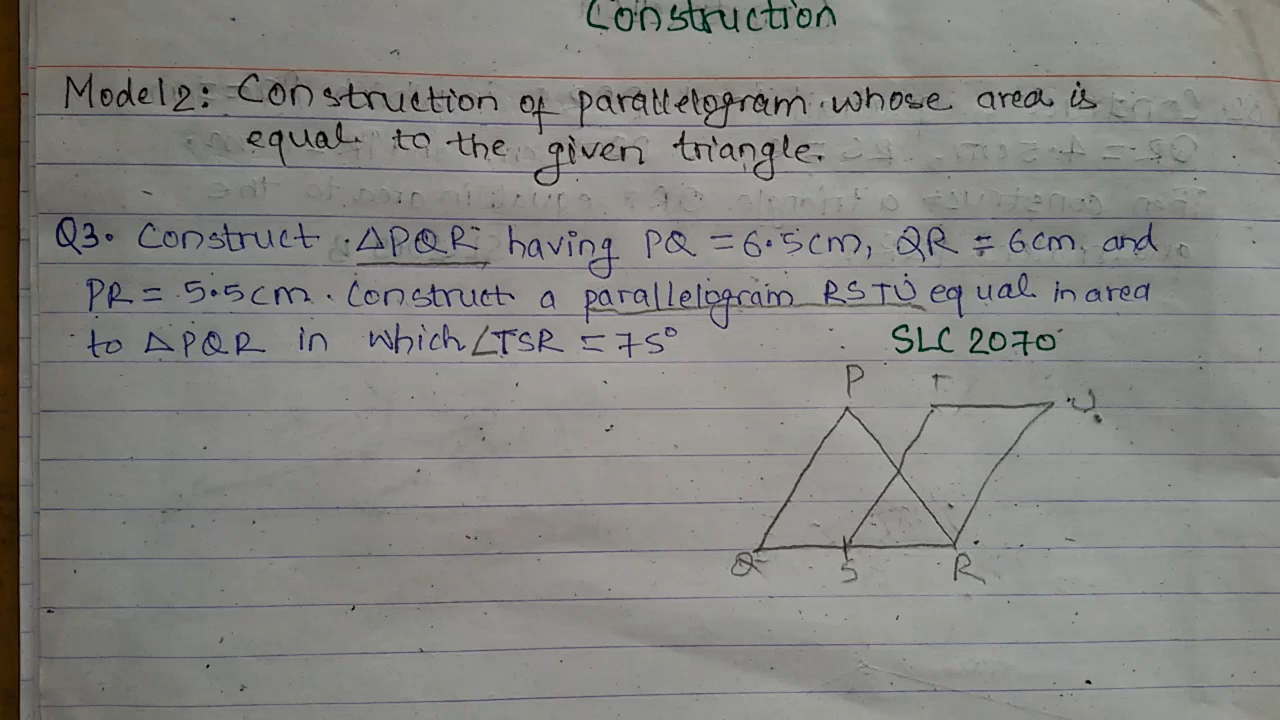 Construction
Model 2: Construction of parallelogram whose area is
equal to the given triangle.
Q3. Construct ΔPQR having PQ = 6.5cm, QR = 6cm and
PR = 5.5cm. Construct a parallelogram RSTU equal in area
to ΔPQR in which ∠TSR = 75°
SLC 2070
P T U
Q S R